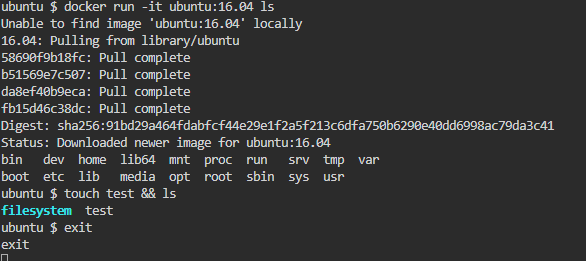 ubuntu $ docker run -it ubuntu:16.04 ls
Unable to find image 'ubuntu:16.04' locally
16.04: Pulling from library/ubuntu
58690f9b18fc: Pull complete
b51569e7c507: Pull complete
da8ef40b9eca: Pull complete
fb15d46c38dc: Pull complete
Digest: sha256:91bd29a464fdabfcf44e29e1f2a5f213c6dfa750b6290e40dd6998ac79da3c41
Status: Downloaded newer image for ubuntu:16.04
bin dev home lib64 mnt proc run srv tmp var
boot etc lib media opt root sbin sys usr
ubuntu $ touch test && ls
filesystem test
ubuntu $ exit
exit